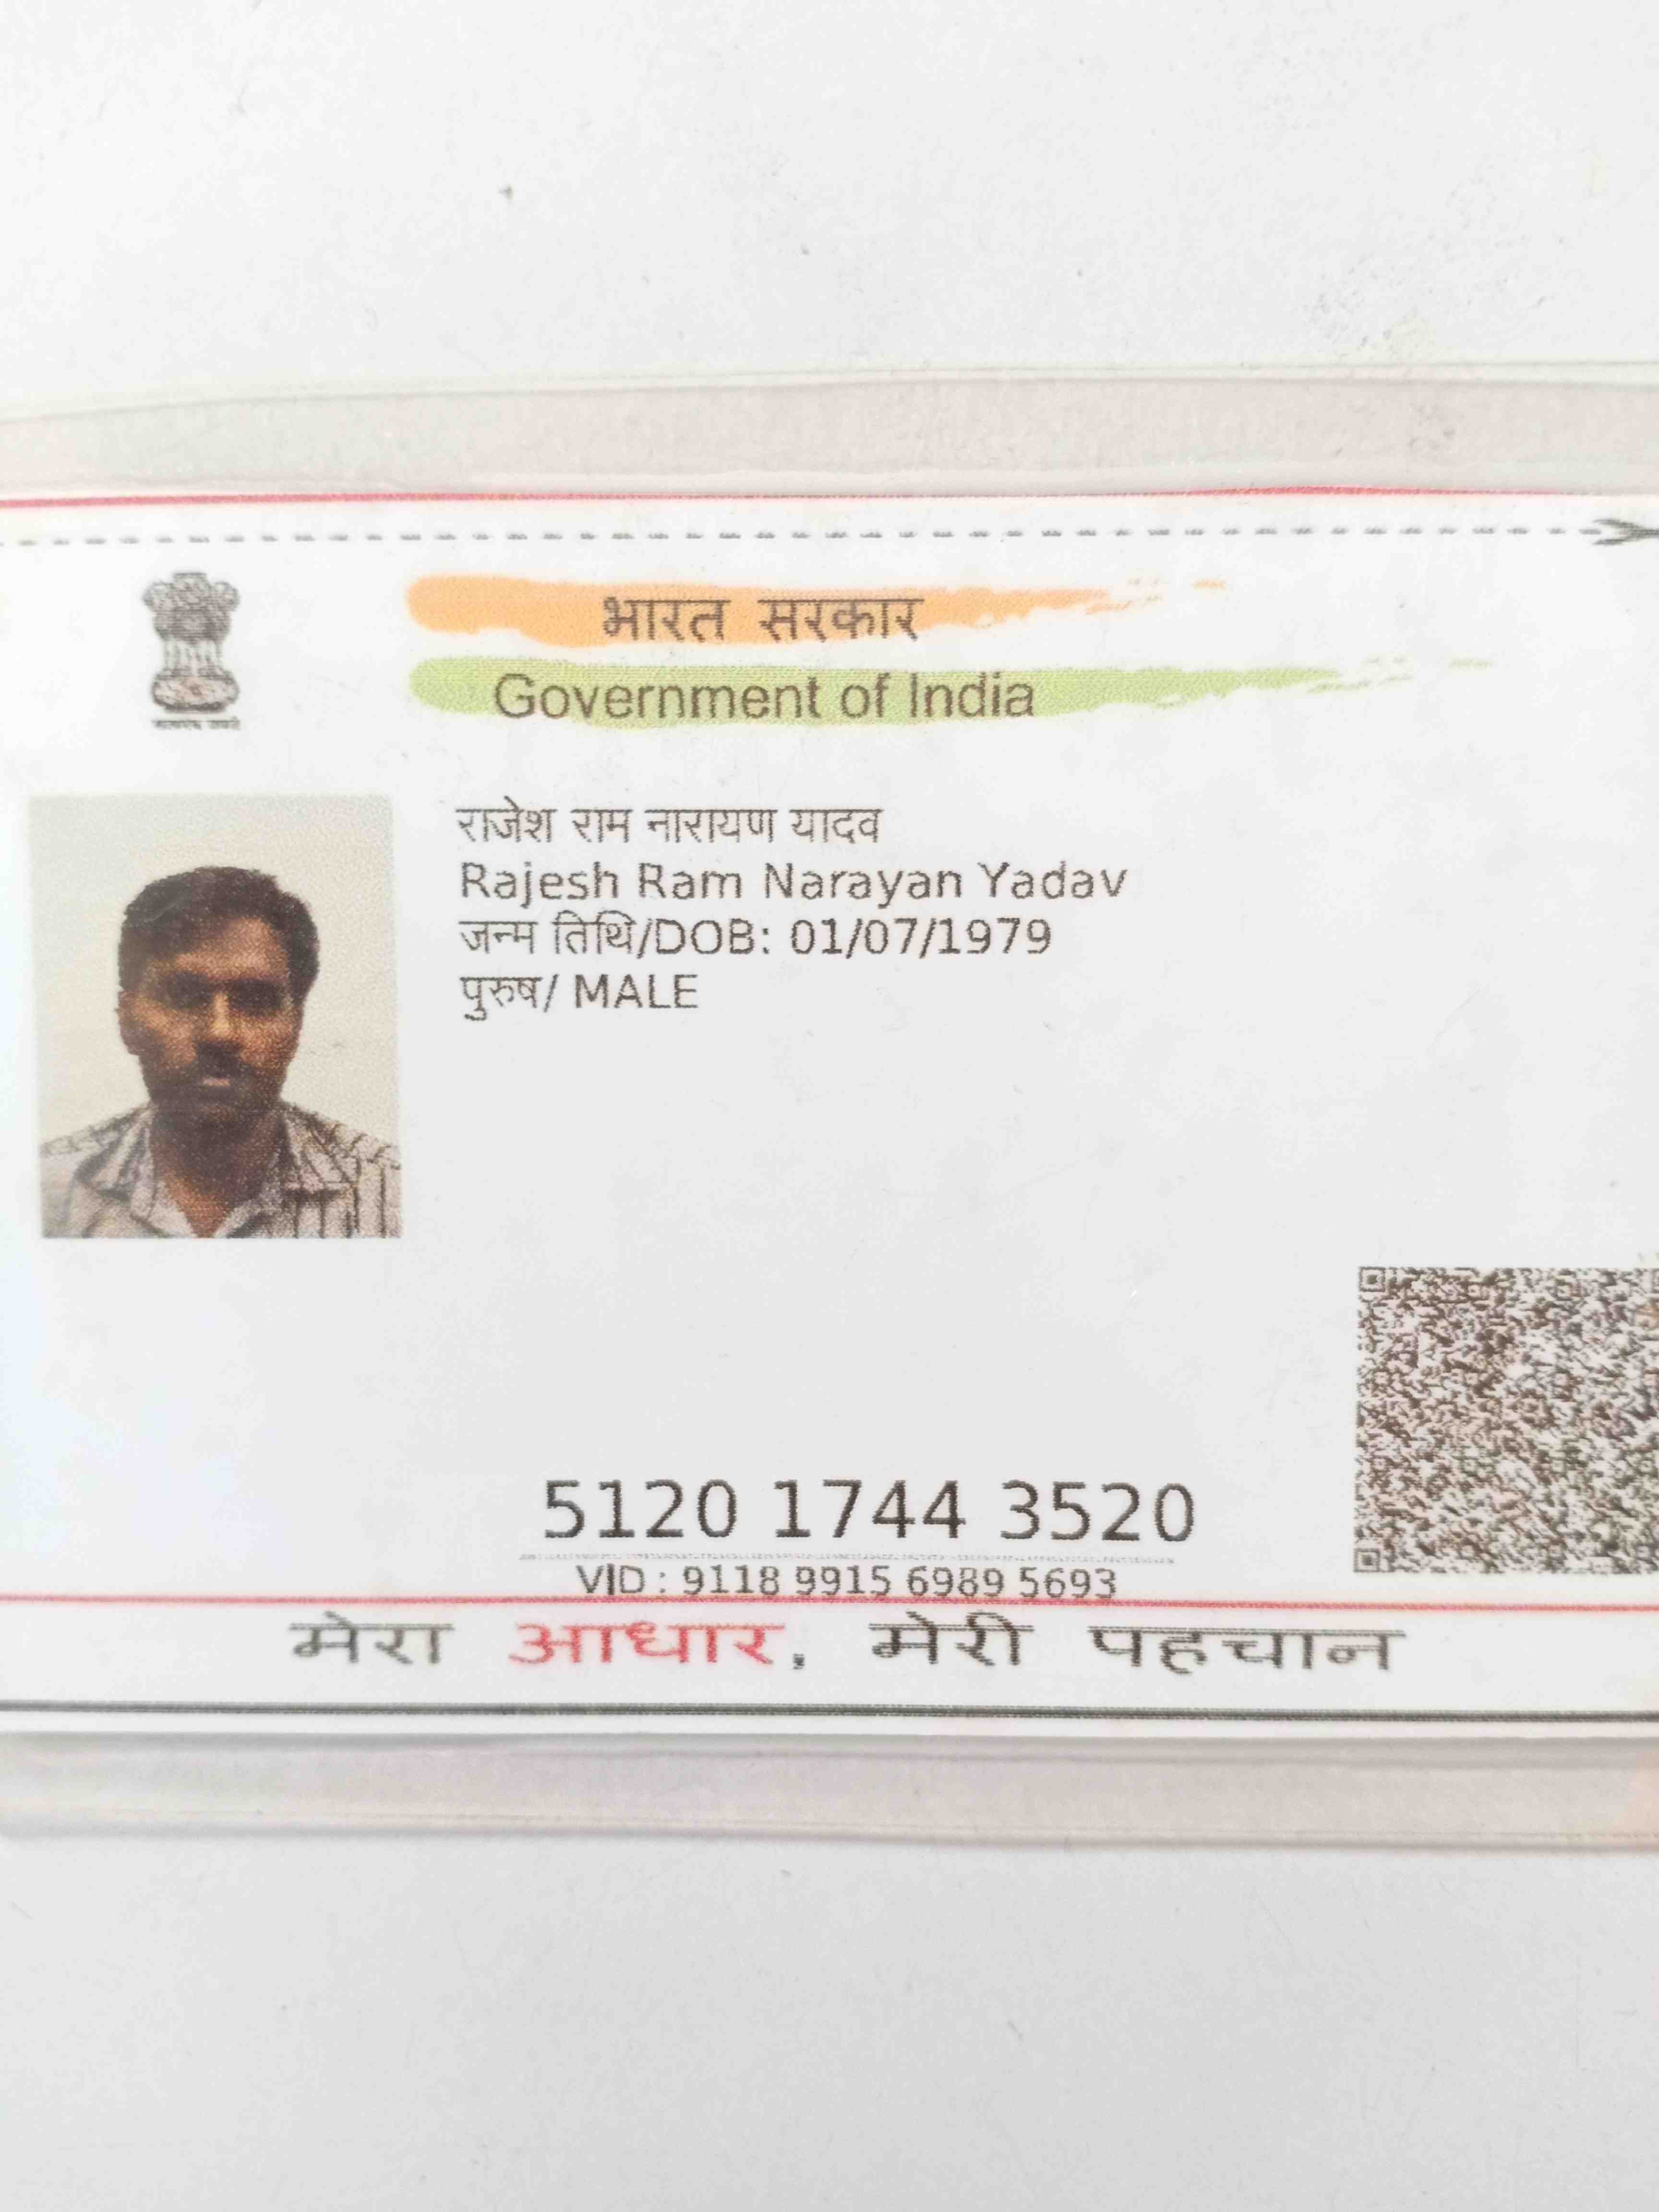 भारत सरकार
Government of India
राजेश राम नारायण यादव
Rajesh Ram Narayan Yadav
जन्म तिथि/DOB: 01/07/1979
पुरुष/ MALE
5120 1744 3520
VID : 9118 9915 6989 5693
मेरा आधार, मेरी पहचान